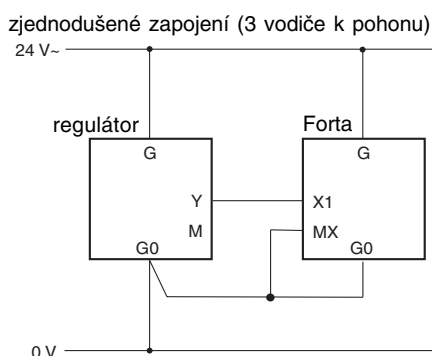 zjednodušené zapojení (3 vodiče k pohonu)
24 V~
regulátor
Forta
G
G
Y
X1
M
MX
G0
G0
0 V